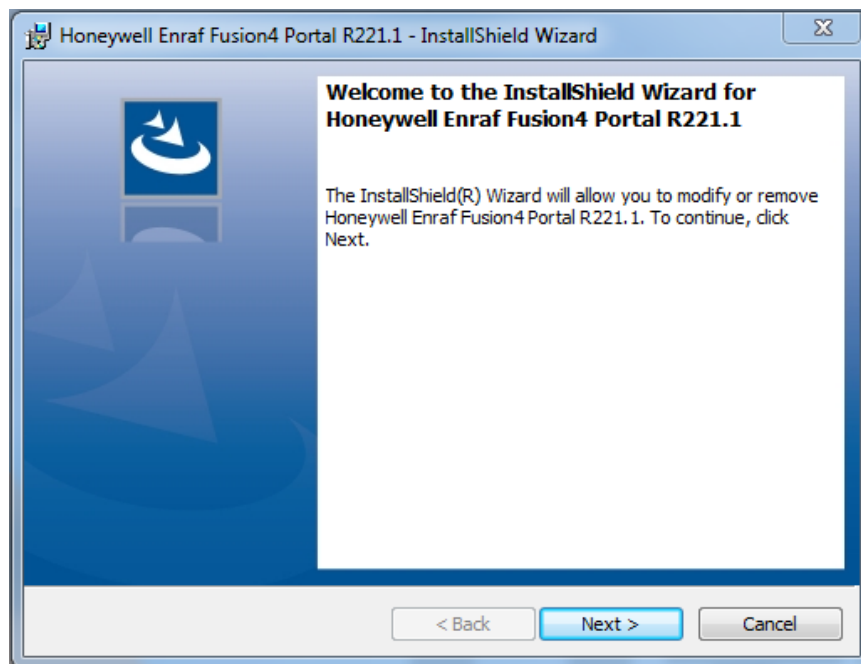 Honeywell Enraf Fusion4 Portal R221.1 - InstallShield Wizard
Welcome to the InstallShield Wizard for
Honeywell Enraf Fusion4 Portal R221.1
The InstallShield(R) Wizard will allow you to modify or remove
Honeywell Enraf Fusion4 Portal R221.1. To continue, click
Next.
< Back Next > Cancel